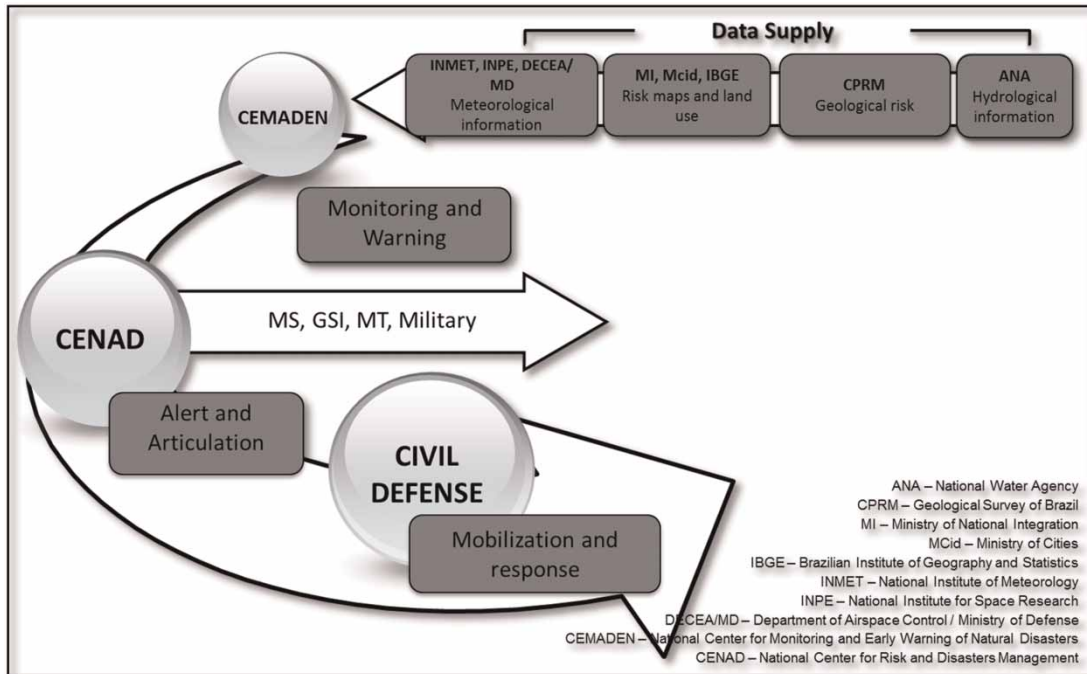 Data Supply
INMET, INPE, DECEA/
MD
Meteorological
information
MI, Mcid, IBGE
Risk maps and land
use
CPRM
Geological risk
ANA
Hydrological
information
CEMADEN
Monitoring and
Warning
MS, GSI, MT, Military
CENAD
Alert and
Articulation
CIVIL
DEFENSE
Mobilization and
response
ANA – National Water Agency
CPRM – Geological Survey of Brazil
MI – Ministry of National Integration
MCid – Ministry of Cities
IBGE – Brazilian Institute of Geography and Statistics
INMET – National Institute of Meteorology
INPE – National Institute for Space Research
DECEA/MD – Department of Airspace Control / Ministry of Defense
CEMADEN – National Center for Monitoring and Early Warning of Natural Disasters
CENAD – National Center for Risk and Disasters Management